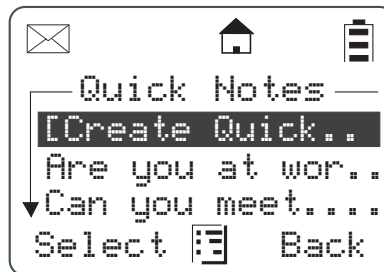 Quick Notes
[Create Quick..
Are you at wor..
Can you meet....
Select Back